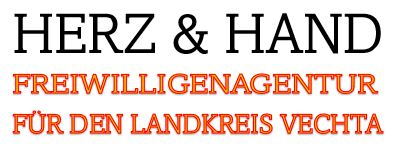 HERZ & HAND
FREIWILLIGENAGENTUR
FÜR DEN LANDKREIS VECHTA